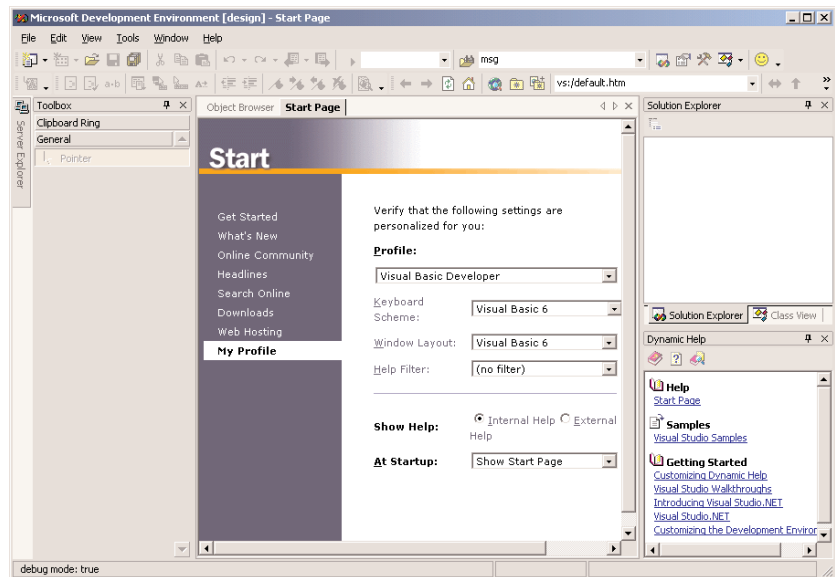 Microsoft Development Environment [design] - Start Page
File Edit View Tools Window Help
msg
a•b
vs:/default.htm
Server Explorer
Toolbox
Clipboard Ring
General
Pointer
Object Browser Start Page
Start
Get Started
What's New
Online Community
Headlines
Search Online
Downloads
Web Hosting
My Profile
Verify that the following settings are
personalized for you:
Profile:
Visual Basic Developer
Keyboard
Scheme:
Visual Basic 6
Window Layout: Visual Basic 6
Help Filter: (no filter)
Show Help: Internal Help External
Help
At Startup: Show Start Page
Solution Explorer
Solution Explorer Class View
Dynamic Help
Help
Start Page
Samples
Visual Studio Samples
Getting Started
Customizing Dynamic Help
Visual Studio Walkthroughs
Introducing Visual Studio.NET
Visual Studio.NET
Customizing the Development Enviror
debug mode: true